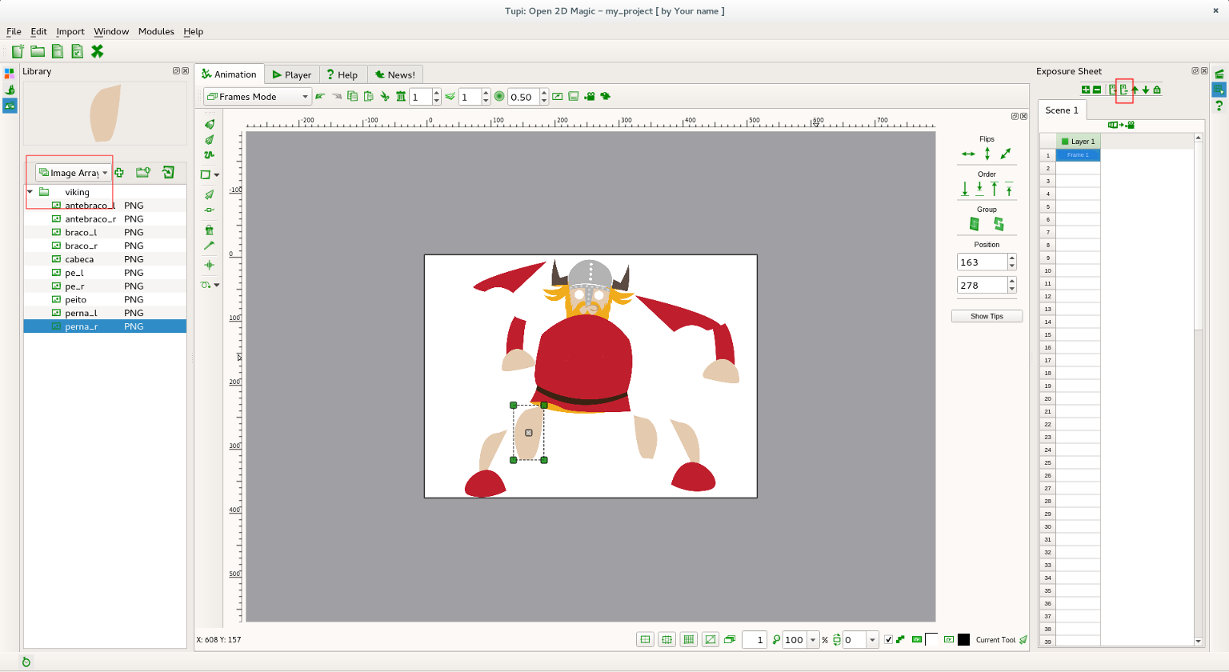 Tupi: Open 2D Magic – my_project [ by Your name ]
File Edit Import Window Modules Help
Library
Animation Player Help News!
Exposure Sheet
Frames Mode 1 1 0.50
Scene 1
Image Array
viking
antebraco_l PNG
antebraco_r PNG
braco_l PNG
braco_r PNG
cabeca PNG
pe_l PNG
pe_r PNG
peito PNG
perna_l PNG
perna_r PNG
-200 -100 0 100 200 300 400 500 600 700
-100
0
100
200
300
400
500
Flips
Order
Group
Position
163
278
Show Tips
Layer 1
1 Frame 1
2
3
4
5
6
7
8
9
10
11
12
13
14
15
16
17
18
19
20
21
22
23
24
25
26
27
28
29
30
31
32
33
34
35
36
37
38
39
X: 608 Y: 157
1 100 % 0 Current Tool